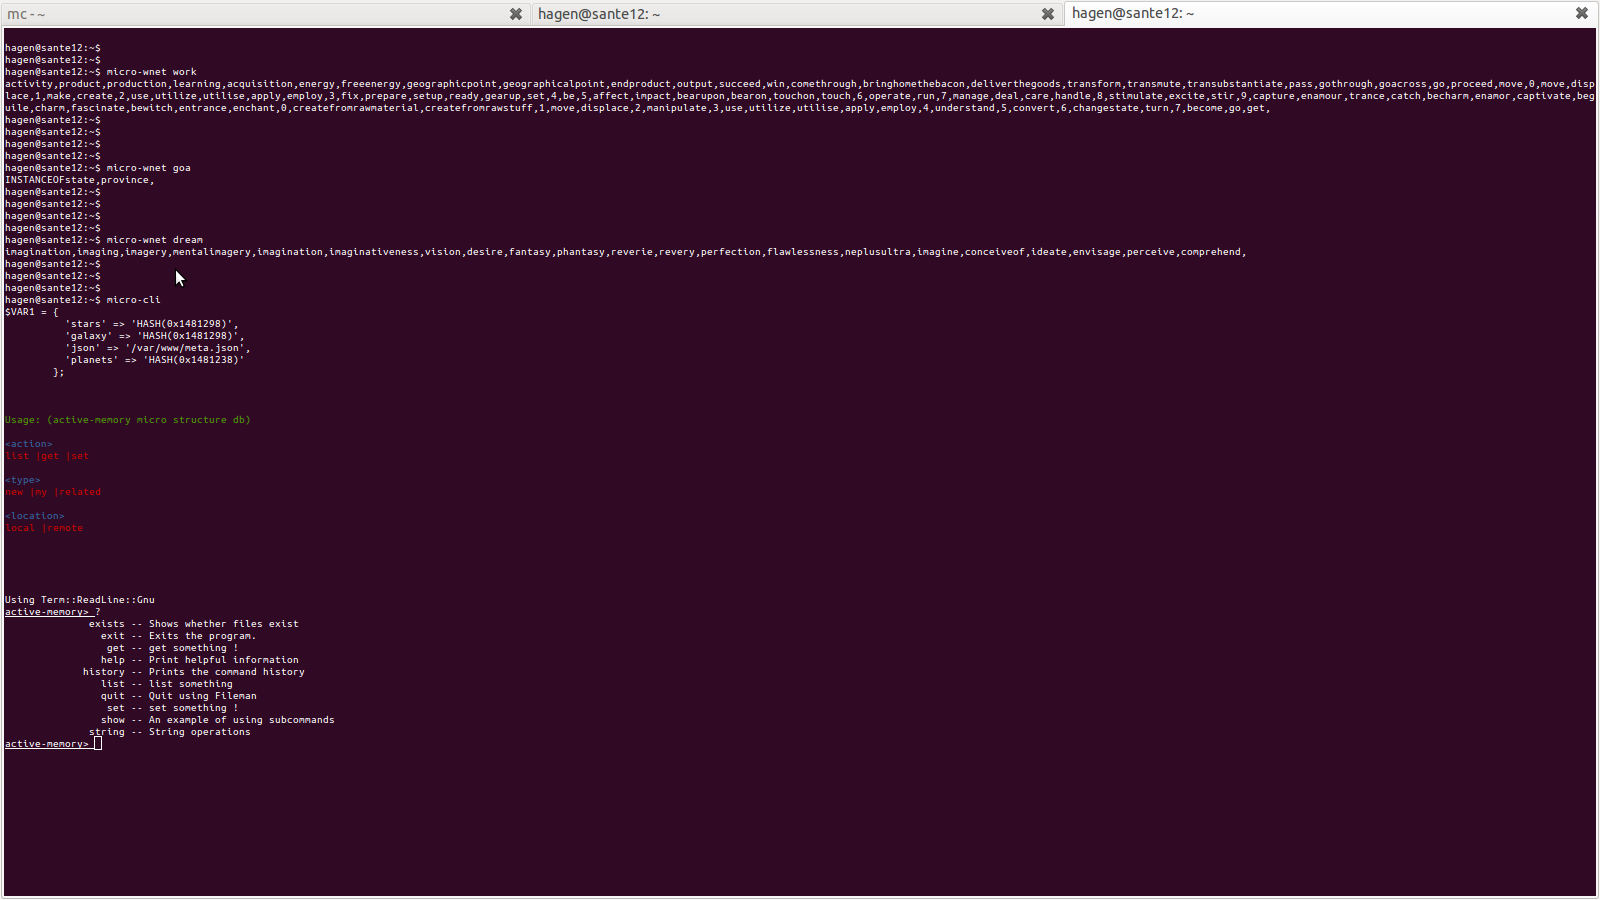 mc - ~
hagen@sante12: ~
hagen@sante12: ~
hagen@sante12:~$
hagen@sante12:~$
hagen@sante12:~$ micro-wnet work
activity,product,production,learning,acquisition,energy,freeenergy,geographicpoint,geographicalpoint,endproduct,output,succeed,win,comethrough,bringhomethebacon,deliverthegoods,transform,transmute,transubstantiate,pass,gothrough,goacross,go,proceed,move,0,move,disp
lace,1,make,create,2,use,utilize,utilise,apply,employ,3,fix,prepare,setup,ready,gearup,set,4,be,5,affect,impact,bearupon,bearon,touchon,touch,6,operate,run,7,manage,deal,care,handle,8,stimulate,excite,stir,9,capture,enamour,trance,catch,becharm,enamor,captivate,beg
uile,charm,fascinate,bewitch,entrance,enchant,0,createfromrawmaterial,createfromrawstuff,1,move,displace,2,manipulate,3,use,utilize,utilise,apply,employ,4,understand,5,convert,6,changestate,turn,7,become,go,get,
hagen@sante12:~$
hagen@sante12:~$
hagen@sante12:~$
hagen@sante12:~$
hagen@sante12:~$ micro-wnet goa
INSTANCEOFstate,province,
hagen@sante12:~$
hagen@sante12:~$
hagen@sante12:~$
hagen@sante12:~$
hagen@sante12:~$ micro-wnet dream
imagination,imaging,imagery,mentalimagery,imagination,imaginativeness,vision,desire,fantasy,phantasy,reverie,revery,perfection,flawlessness,neplusultra,imagine,conceiveof,ideate,envisage,perceive,comprehend,
hagen@sante12:~$
hagen@sante12:~$
hagen@sante12:~$
hagen@sante12:~$ micro-cli
$VAR1 = {
'stars' => 'HASH(0x1481298)',
'galaxy' => 'HASH(0x1481298)',
'json' => '/var/www/meta.json',
'planets' => 'HASH(0x1481238)'
};
Usage: (active-memory micro structure db)
<action>
list |get |set
<type>
new |my |related
<location>
local |remote
Using Term::ReadLine::Gnu
active-memory> ?
exists -- Shows whether files exist
exit -- Exits the program.
get -- get something !
help -- Print helpful information
history -- Prints the command history
list -- list something
quit -- Quit using Fileman
set -- set something !
show -- An example of using subcommands
string -- String operations
active-memory>